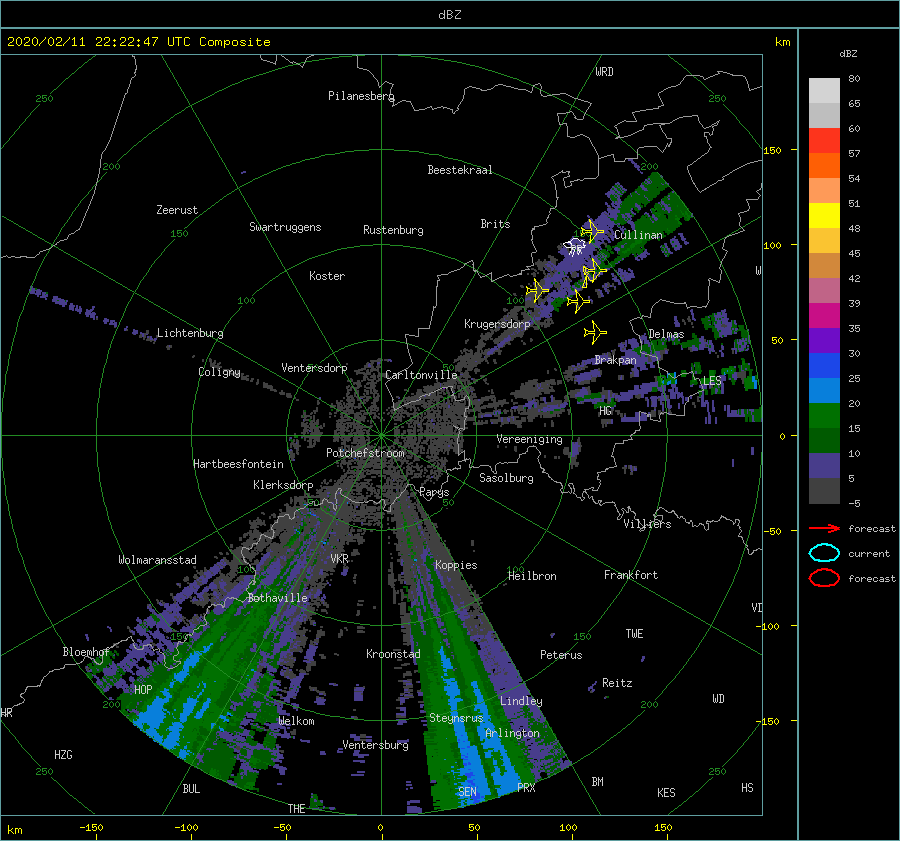 dBZ
2020/02/11 22:22:47 UTC Composite
km
dBZ
WRD
250
250
80
Pilanesberg
65
60
150
200
Beestekraal
200
57
54
Zeerust
51
Swartruggens
Brits
150
Rustenburg
Cullinan
48
100
45
Koster
W
42
100
100
39
Krugersdorp
35
Lichtenburg
Delmas
50
Ventersdorp
Brakpan
30
Coligny
Carltonville
50
LES
25
20
HG
15
Vereeniging
0
10
Potchefstroom
Hartbeesfontein
5
Klerksdorp
Sasolburg
Parys
50
50
-5
Villiers
-50
forecast
VKR
current
Wolmaransstad
Koppies
100
100
Heilbron
Frankfort
forecast
Bothaville
VD
-100
150
150
TWE
Bloemhof
Kroonstad
Peterus
HOP
Reitz
200
Lindley
200
WD
HR
Welkom
Steynsrus
-150
Arlington
HZG
Ventersburg
250
250
BM
BUL
SEN
PRX
KES
HS
THE
km
-150
-100
-50
0
50
100
150